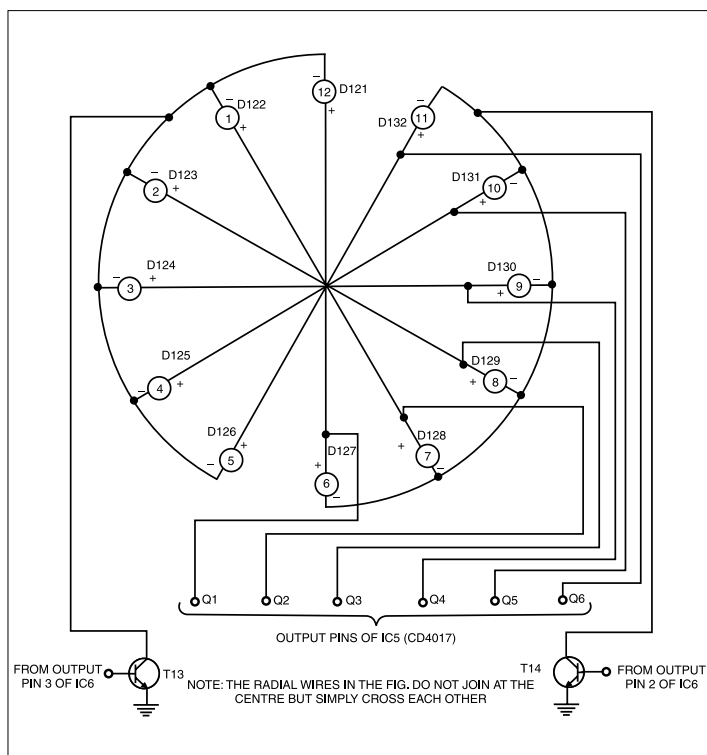 − 12 D121
D122
− 1 +
+
D132
− 11 +
D123
− 2 +
D131
10 −
+
D124
− 3 +
D130
9 −
+
D125
− 4 +
D129
+ 8 −
D126
− 5 +
D127
+ 6 −
D128
+ 7 −
Q1 Q2 Q3 Q4 Q5 Q6
OUTPUT PINS OF IC5 (CD4017)
FROM OUTPUT
PIN 3 OF IC6
T13
T14
FROM OUTPUT
PIN 2 OF IC6
NOTE: THE RADIAL WIRES IN THE FIG. DO NOT JOIN AT THE
CENTRE BUT SIMPLY CROSS EACH OTHER